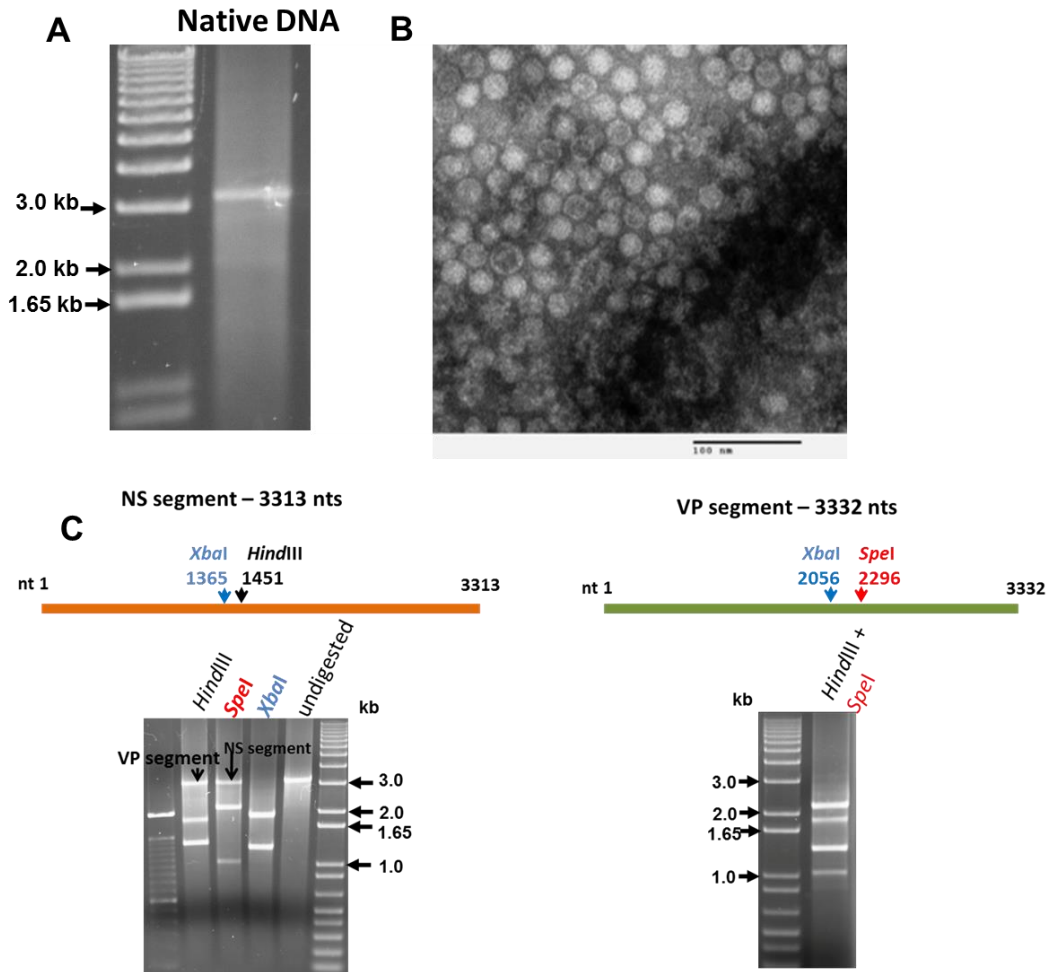 A
Native DNA
3.0 kb
2.0 kb
1.65 kb
B
100 nm
C
NS segment – 3313 nts
XbaI
HindIII
1365
1451
nt 1
3313
HindIII
SpeI
XbaI
undigested
kb
VP segment
NS segment
3.0
2.0
1.65
1.0
VP segment – 3332 nts
XbaI
SpeI
2056
2296
nt 1
3332
HindIII +
SpeI
kb
3.0
2.0
1.65
1.0